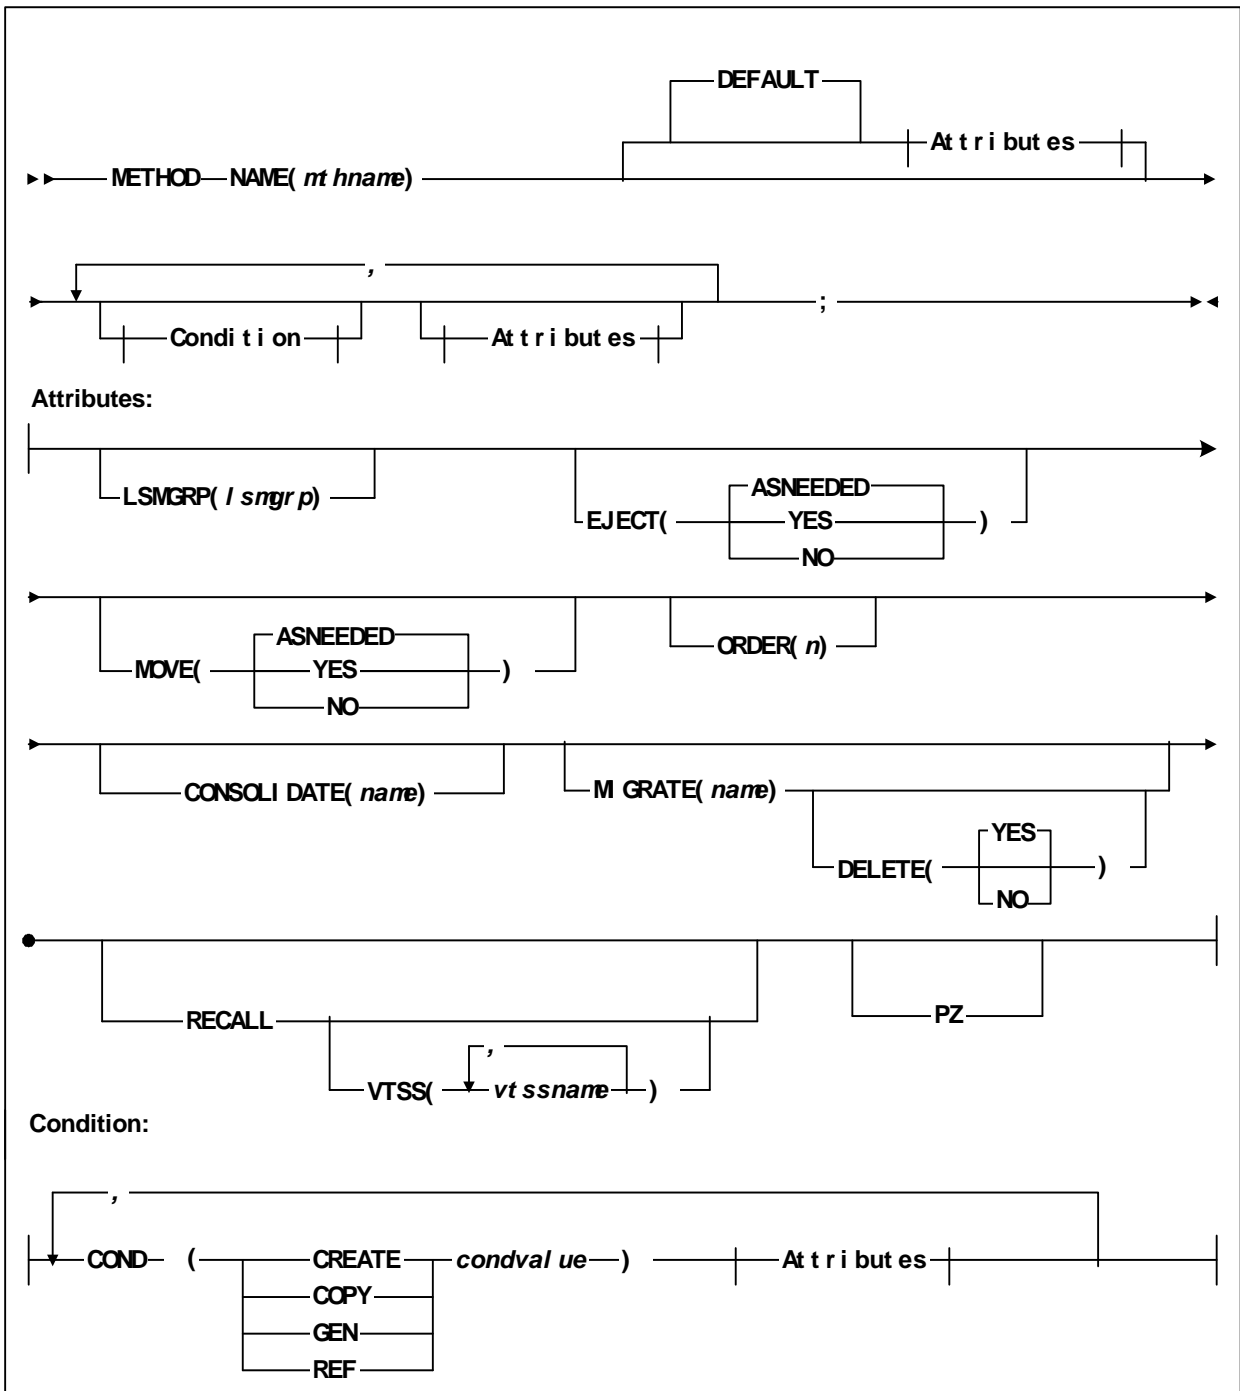 DEFAULT
Attributes
METHOD NAME(mthname)
,
Condition Attributes ;
Attributes:
LSMGRP(lsmgrp) EJECT( ASNEEDED
YES )
NO
MOVE( ASNEEDED
YES )
NO
ORDER(n)
CONSOLIDATE(name) MIGRATE(name)
DELETE( YES
)
NO
RECALL PZ
,
VTSS( vtssname )
Condition:
,
COND ( CREATE condvalue ) Attributes
COPY
GEN
REF